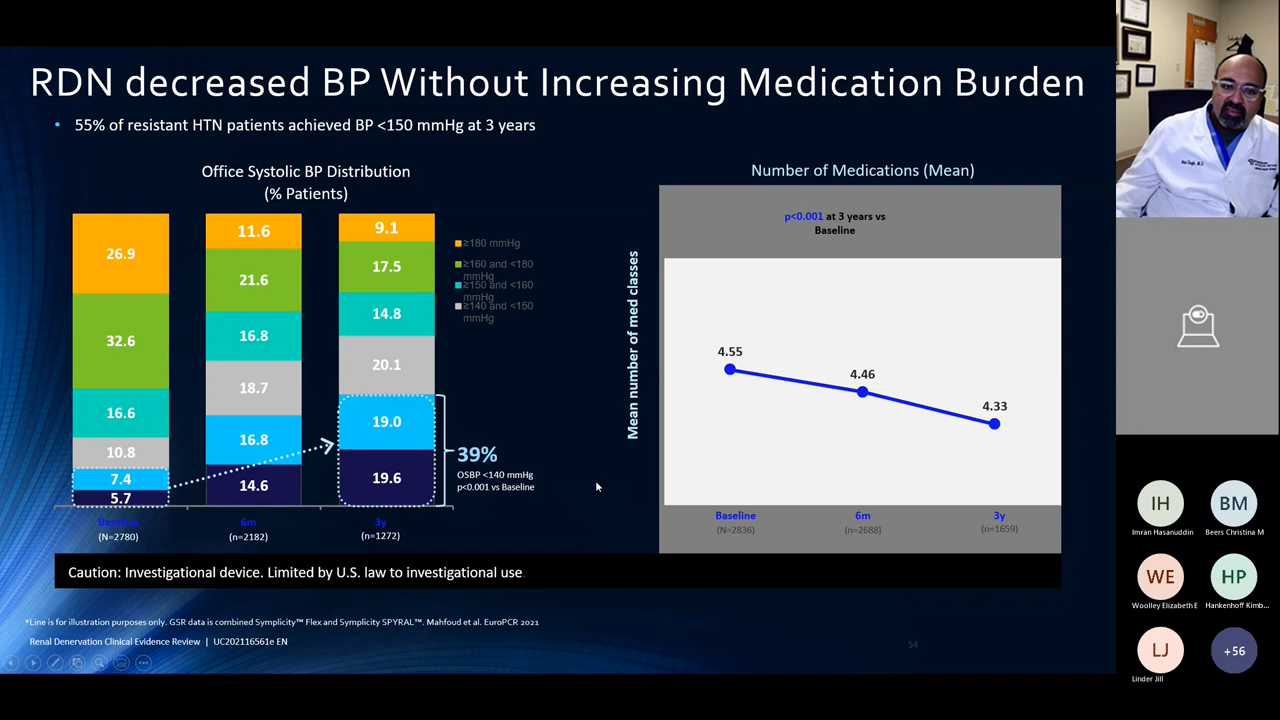 RDN decreased BP Without Increasing Medication Burden
• 55% of resistant HTN patients achieved BP <150 mmHg at 3 years
Office Systolic BP Distribution
(% Patients)
26.9
32.6
16.6
10.8
7.4
5.7
11.6
21.6
16.8
18.7
16.8
14.6
9.1
17.5
14.8
20.1
19.0
19.6
≥180 mmHg
≥160 and <180
mmHg
≥150 and <160
mmHg
≥140 and <150
mmHg
39%
OSBP <140 mmHg
p<0.001 vs Baseline
Baseline
(N=2780)
6m
(n=2182)
3y
(n=1272)
Number of Medications (Mean)
p<0.001 at 3 years vs
Baseline
Mean number of med classes
4.55
4.46
4.33
Baseline
(N=2836)
6m
(n=2688)
3y
(n=1659)
Caution: Investigational device. Limited by U.S. law to investigational use
*Line is for illustration purposes only. GSR data is combined Symplicity™ Flex and Symplicity SPYRAL™. Mahfoud et al. EuroPCR 2021
Renal Denervation Clinical Evidence Review | UC202116561e EN
54
IH
Imran Hasanuddin
BM
Beers Christina M
WE
Woolley Elizabeth E
HP
Hankenhoff Kimb...
LJ
Linder Jill
+56